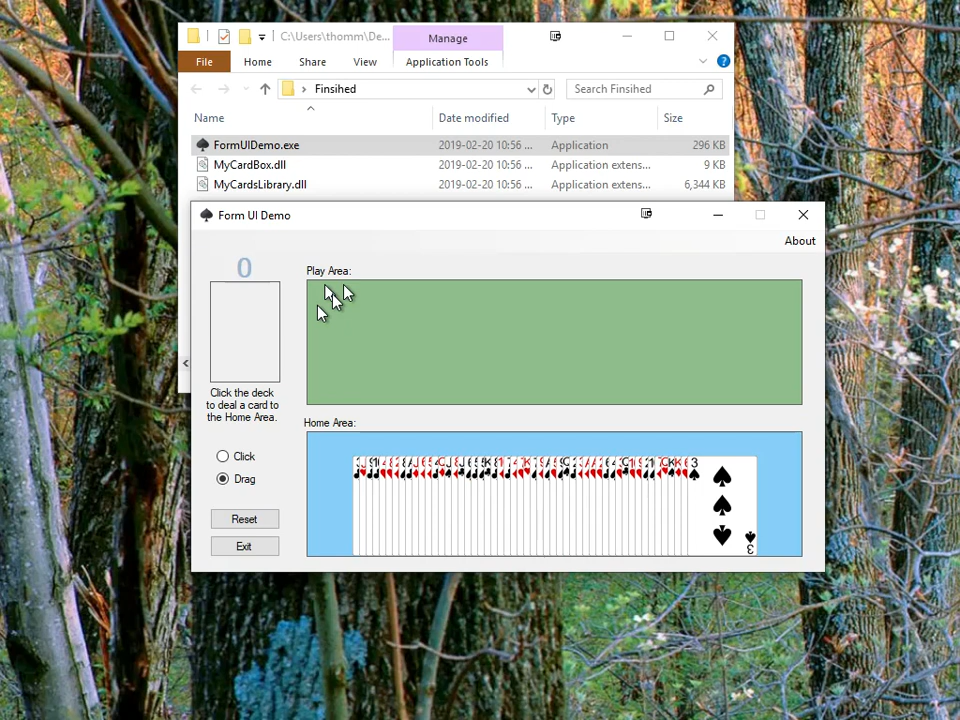 C:\Users\thomm\De...
Manage
File
Home
Share
View
Application Tools
Finsihed
Search Finsihed
Name
Date modified
Type
Size
FormUIDemo.exe
2019-02-20 10:56 ...
Application
296 KB
MyCardBox.dll
2019-02-20 10:56 ...
Application extens...
9 KB
MyCardsLibrary.dll
2019-02-20 10:56 ...
Application extens...
6,344 KB
Form UI Demo
About
0
Play Area:
Click the deck
to deal a card to
the Home Area.
Home Area:
Click
Drag
Reset
Exit
3
3